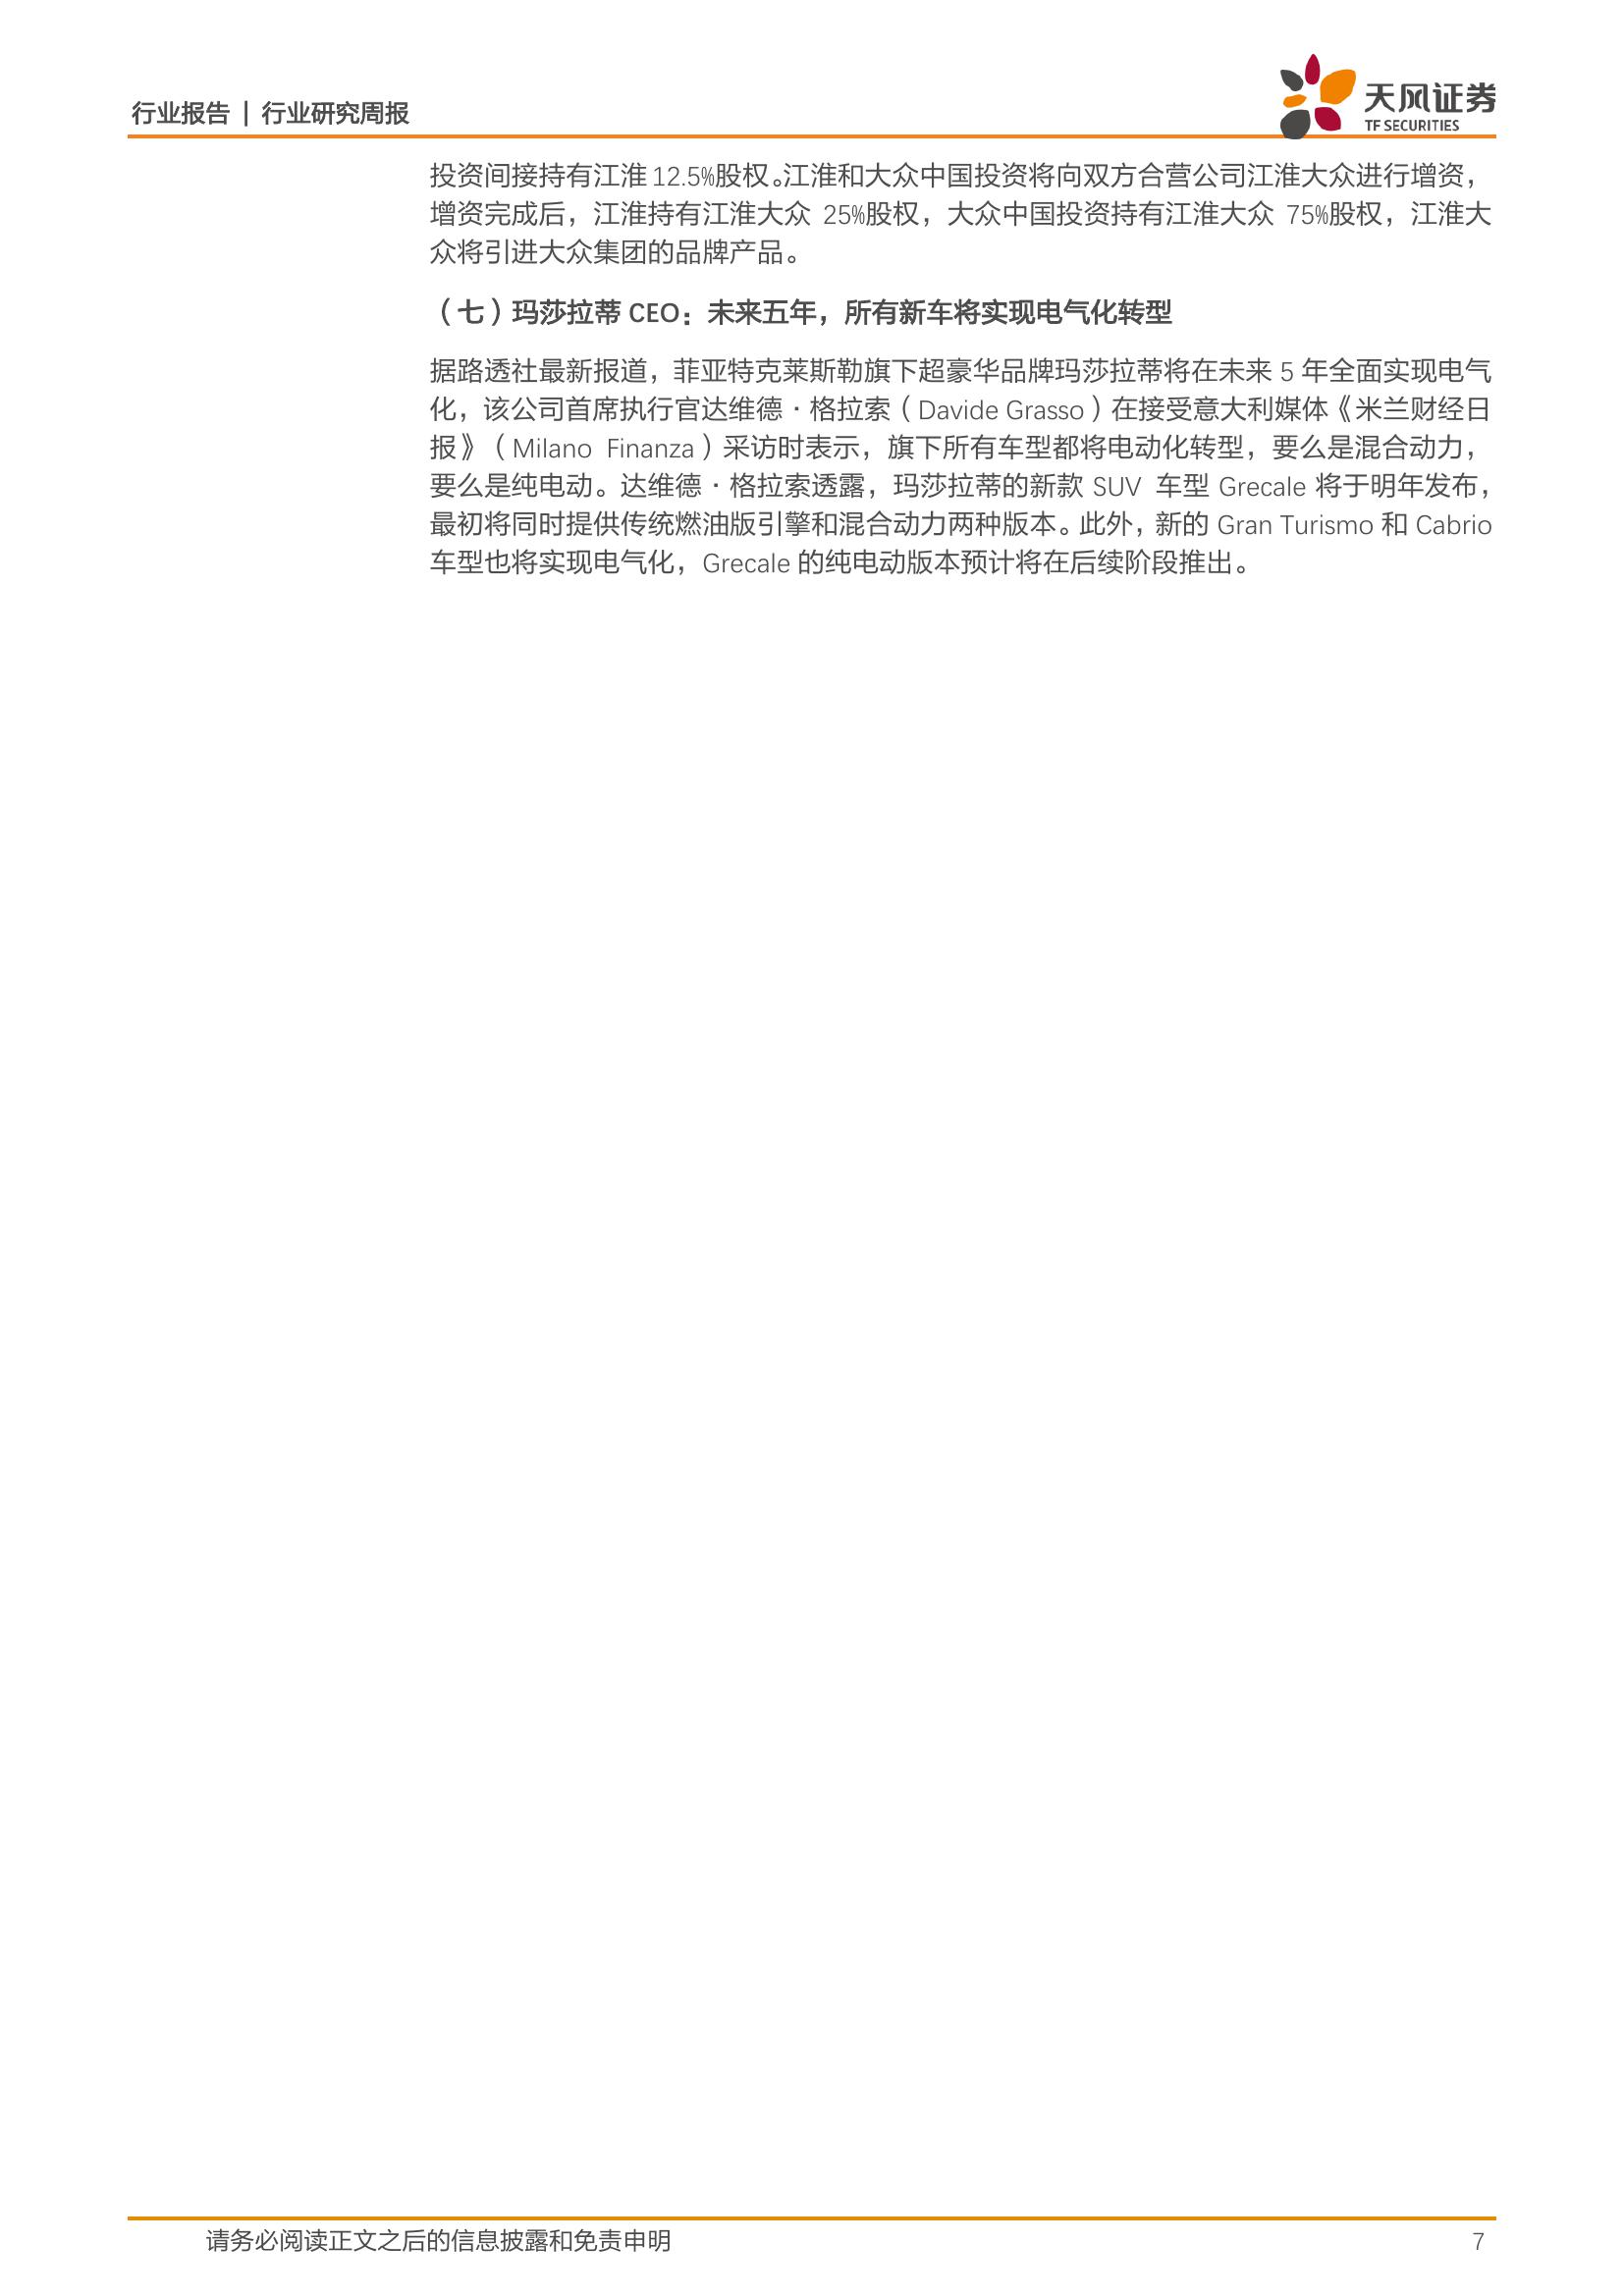 行业报告 | 行业研究周报
天风证券
TF SECURITIES
投资间接持有江淮 12.5%股权。江淮和大众中国投资将向双方合营公司江淮大众进行增资，
增资完成后，江淮持有江淮大众 25%股权，大众中国投资持有江淮大众 75%股权，江淮大
众将引进大众集团的品牌产品。
（七）玛莎拉蒂 CEO：未来五年，所有新车将实现电气化转型
据路透社最新报道，菲亚特克莱斯勒旗下超豪华品牌玛莎拉蒂将在未来 5 年全面实现电气
化，该公司首席执行官达维德·格拉索（Davide Grasso）在接受意大利媒体《米兰财经日
报》（Milano Finanza）采访时表示，旗下所有车型都将电动化转型，要么是混合动力，
要么是纯电动。达维德·格拉索透露，玛莎拉蒂的新款 SUV 车型 Grecale 将于明年发布，
最初将同时提供传统燃油版引擎和混合动力两种版本。此外，新的 Gran Turismo 和 Cabrio
车型也将实现电气化，Grecale 的纯电动版本预计将在后续阶段推出。
请务必阅读正文之后的信息披露和免责申明
7